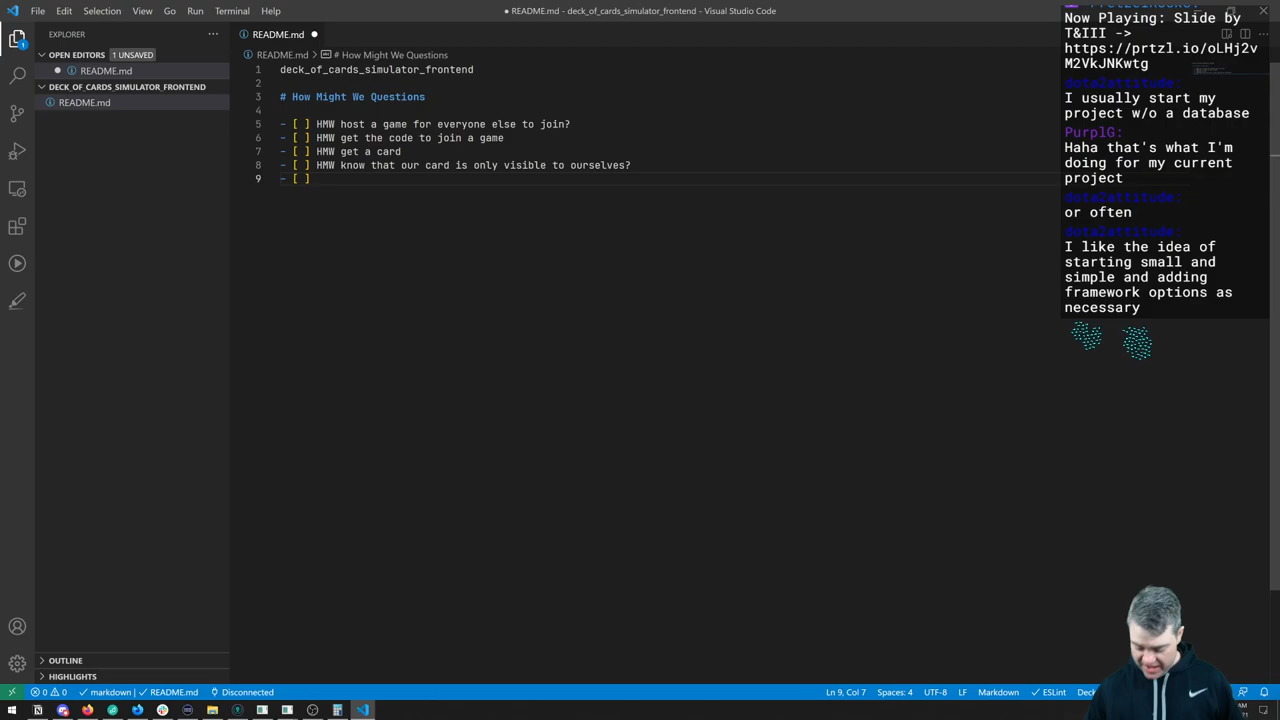 File Edit Selection View Go Run Terminal Help
● README.md - deck_of_cards_simulator_frontend - Visual Studio Code
EXPLORER
OPEN EDITORS 1 UNSAVED
README.md
DECK_OF_CARDS_SIMULATOR_FRONTEND
README.md
OUTLINE
HIGHLIGHTS
README.md
README.md > # How Might We Questions
1 deck_of_cards_simulator_frontend
2
3 # How Might We Questions
4
5 - [ ] HMW host a game for everyone else to join?
6 - [ ] HMW get the code to join a game
7 - [ ] HMW get a card
8 - [ ] HMW know that our card is only visible to ourselves?
9 - [ ]
Now Playing: Slide by
T&III ->
https://prtzl.io/oLHj2v
M2VkJNKwtg
dota2attitude:
I usually start my
project w/o a database
PurplG:
Haha that's what I'm
doing for my current
project
dota2attitude:
or often
dota2attitude:
I like the idea of
starting small and
simple and adding
framework options as
necessary
0 0 markdown | README.md Disconnected
Ln 9, Col 7 Spaces: 4 UTF-8 LF Markdown ESLint